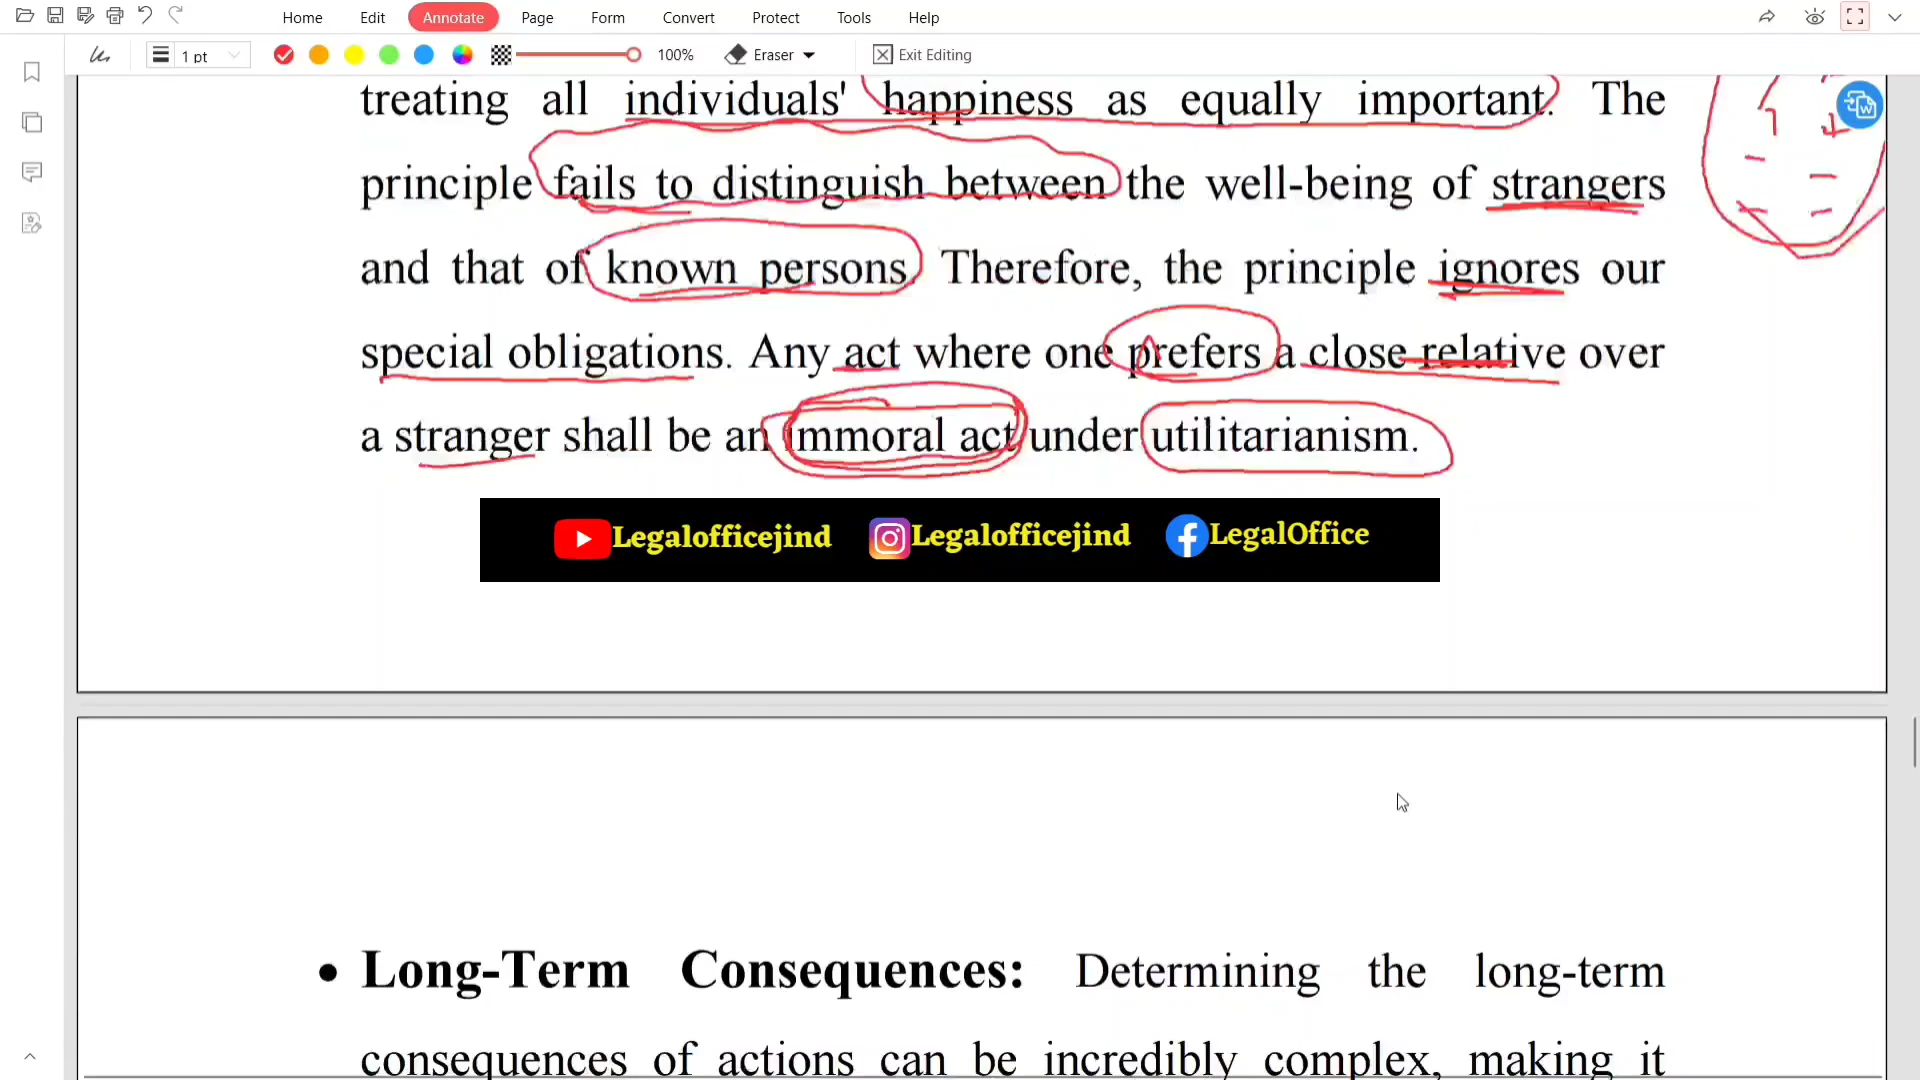 Home Edit Annotate Page Form Convert Protect Tools Help
1 pt 100% Eraser Exit Editing
treating all individuals' happiness as equally important. The
principle fails to distinguish between the well-being of strangers
and that of known persons. Therefore, the principle ignores our
special obligations. Any act where one prefers a close relative over
a stranger shall be an immoral act under utilitarianism.
Legalofficejind Legalofficejind LegalOffice
• Long-Term Consequences: Determining the long-term
consequences of actions can be incredibly complex, making it